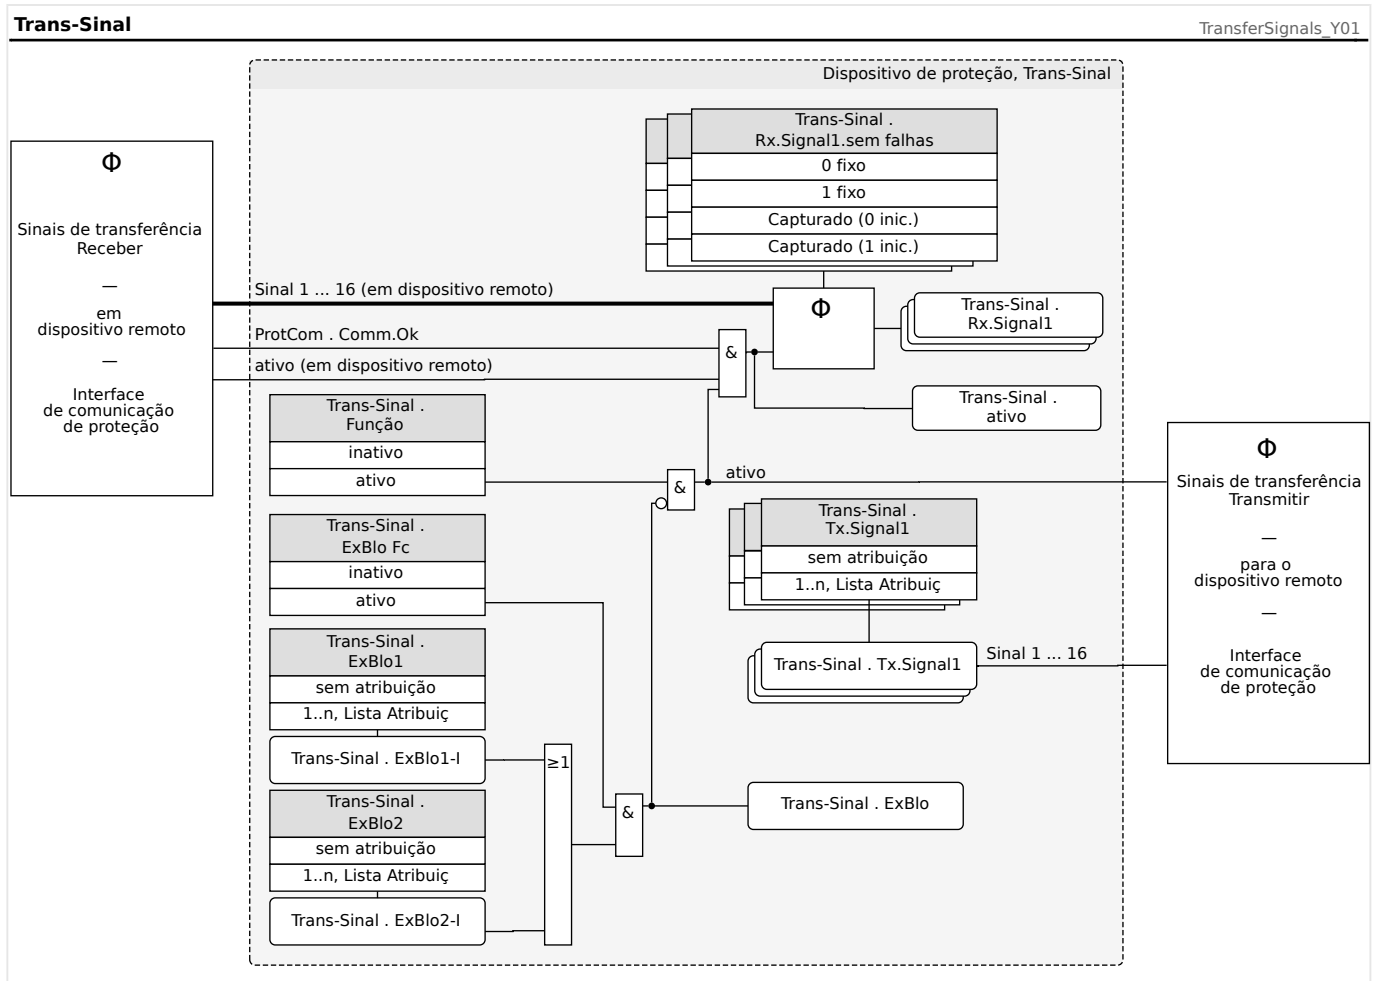 Trans-Sinal
TransferSignals_Y01
Dispositivo de proteção, Trans-Sinal
Trans-Sinal .
Rx.Signal1.sem falhas
0 fixo
1 fixo
Capturado (0 inic.)
Capturado (1 inic.)
Φ
Sinais de transferência
Receber
—
em
dispositivo remoto
—
Interface
de comunicação
de proteção
Sinal 1 ... 16 (em dispositivo remoto)
ProtCom . Comm.Ok
ativo (em dispositivo remoto)
&
Φ
Trans-Sinal .
Rx.Signal1
Trans-Sinal .
ativo
Trans-Sinal .
Função
inativo
ativo
&
ativo
Trans-Sinal .
ExBlo Fc
inativo
ativo
Trans-Sinal .
Tx.Signal1
sem atribuição
1..n, Lista Atribuiç
Trans-Sinal . Tx.Signal1
Sinal 1 ... 16
Φ
Sinais de transferência
Transmitir
—
para o
dispositivo remoto
—
Interface
de comunicação
de proteção
Trans-Sinal .
ExBlo1
sem atribuição
1..n, Lista Atribuiç
Trans-Sinal . ExBlo1-I
≥1
&
Trans-Sinal . ExBlo
Trans-Sinal .
ExBlo2
sem atribuição
1..n, Lista Atribuiç
Trans-Sinal . ExBlo2-I